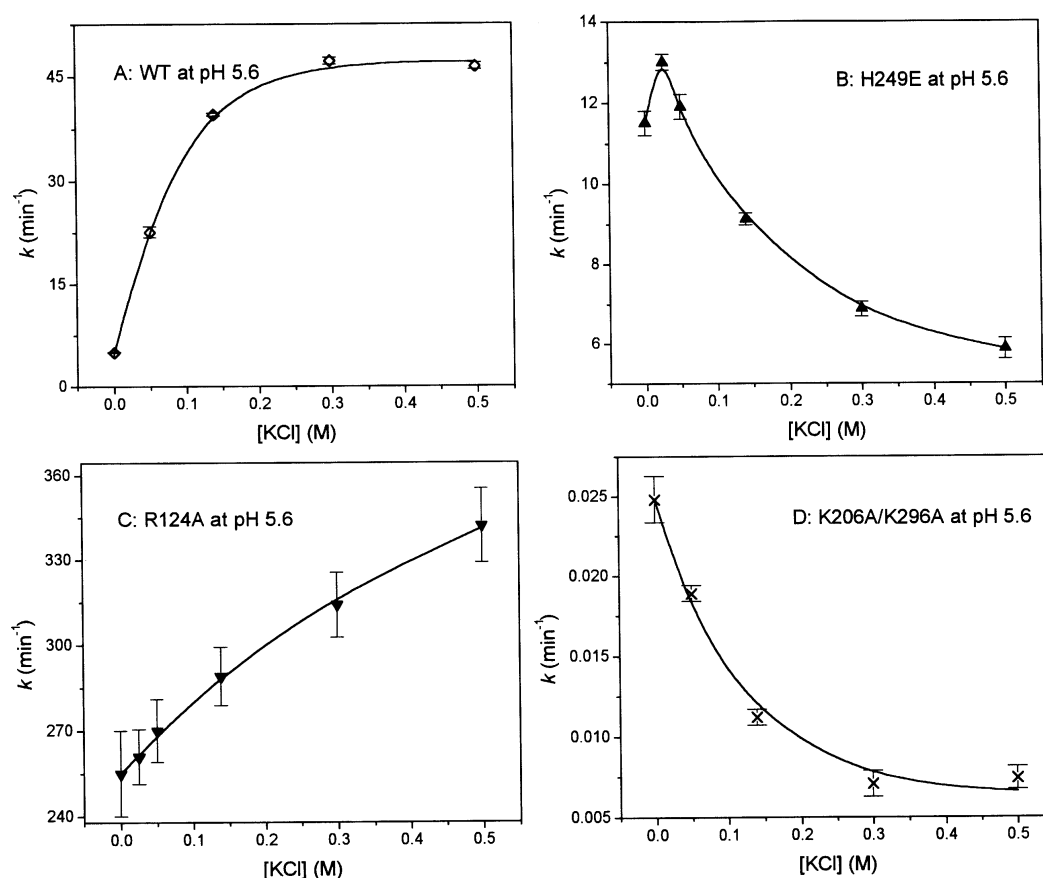 A: WT at pH 5.6
45
30
15
0
k (min⁻¹)
0.0 0.1 0.2 0.3 0.4 0.5
[KCl] (M)
B: H249E at pH 5.6
14
12
10
8
6
k (min⁻¹)
0.0 0.1 0.2 0.3 0.4 0.5
[KCl] (M)
C: R124A at pH 5.6
360
330
300
270
240
k (min⁻¹)
0.0 0.1 0.2 0.3 0.4 0.5
[KCl] (M)
D: K206A/K296A at pH 5.6
0.025
0.020
0.015
0.010
0.005
k (min⁻¹)
0.0 0.1 0.2 0.3 0.4 0.5
[KCl] (M)